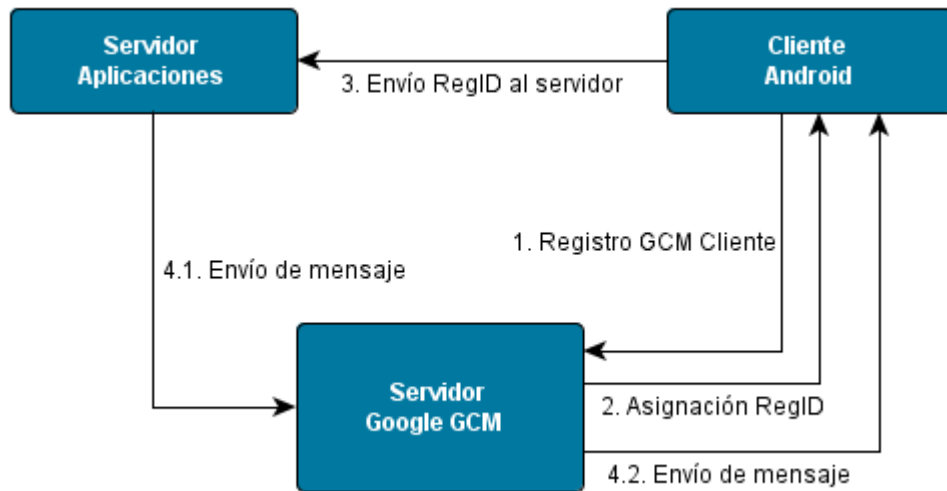 Servidor
Aplicaciones
Cliente
Android
3. Envío RegID al servidor
1. Registro GCM Cliente
4.1. Envío de mensaje
Servidor
Google GCM
2. Asignación RegID
4.2. Envío de mensaje